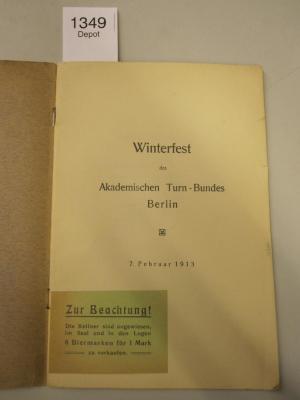 1349
Depot
Winterfest
des
Akademischen Turn-Bundes
Berlin
7. Februar 1913
Zur Beachtung!
Die Kellner sind angewiesen,
im Saal und in den Logen
6 Biermarken für 1 Mark
zu verkaufen.